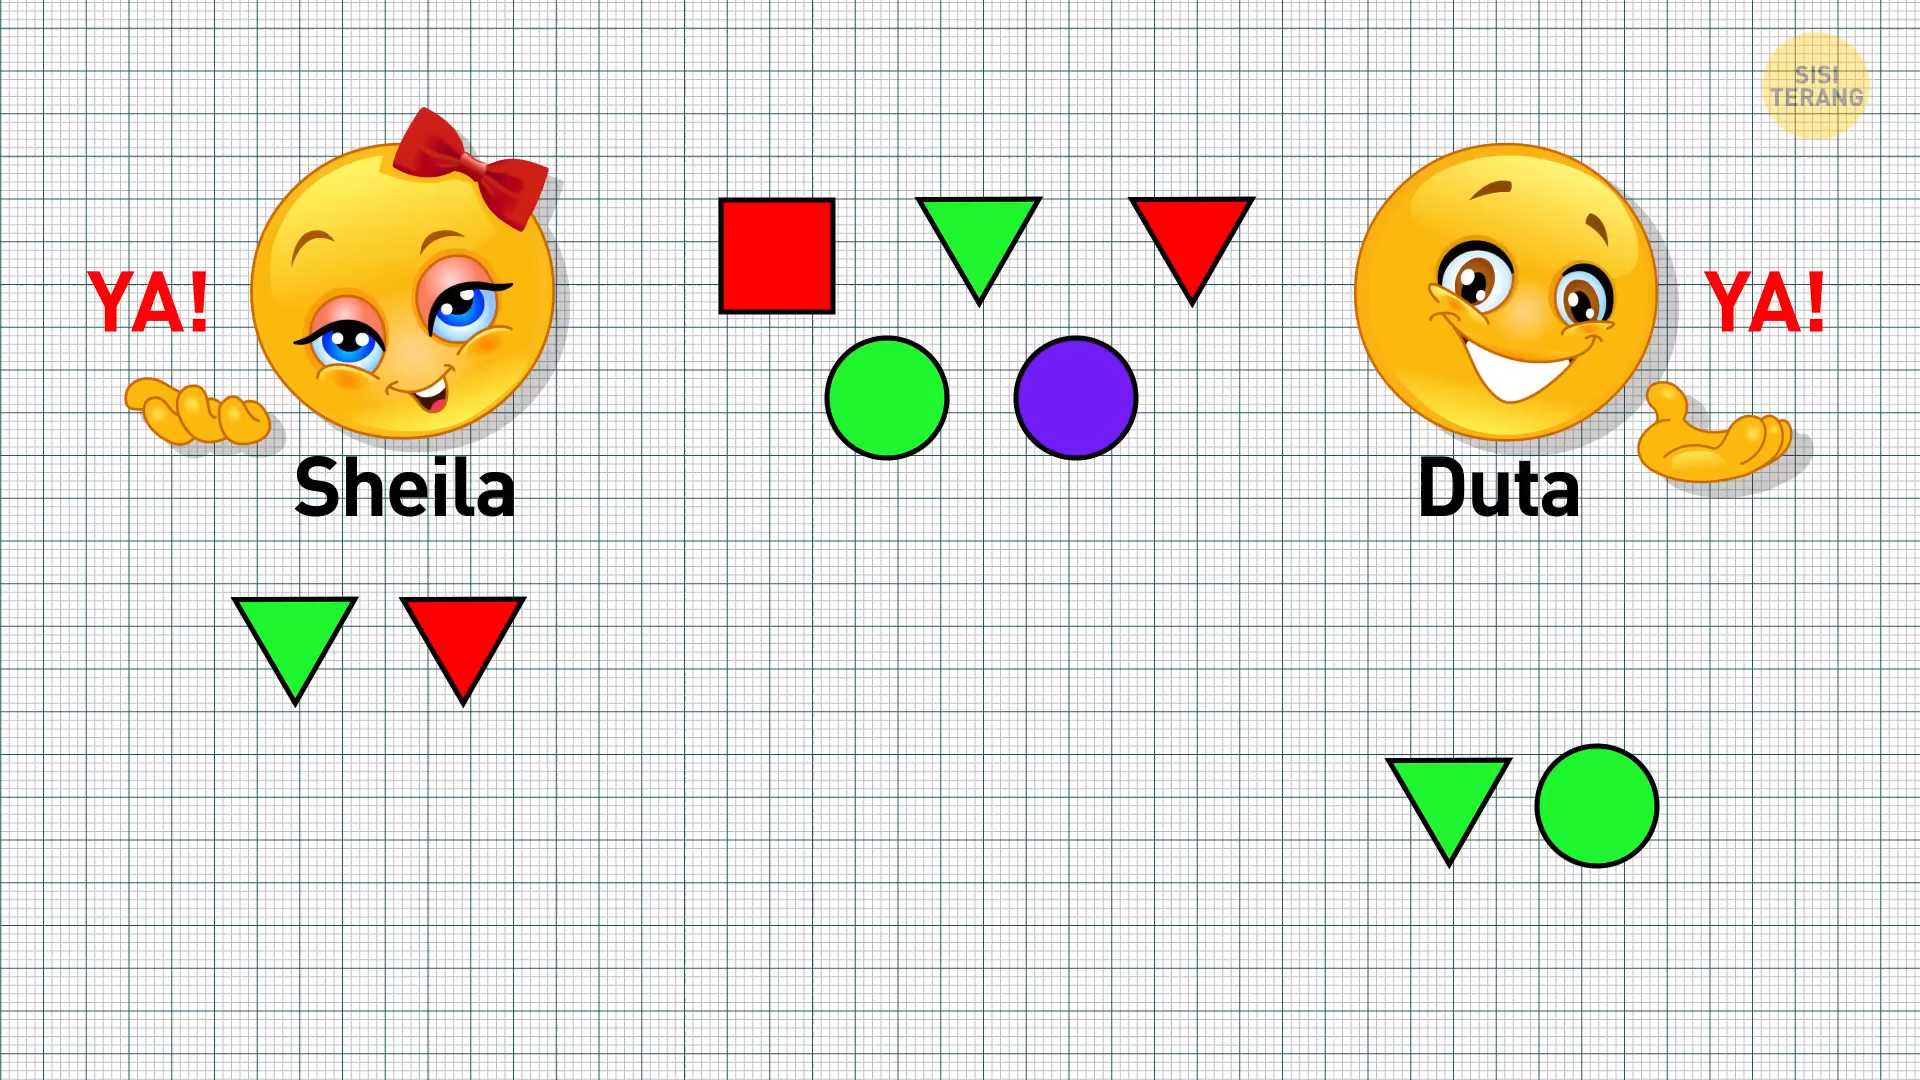 SISI
TERANG
YA!
YA!
Sheila
Duta